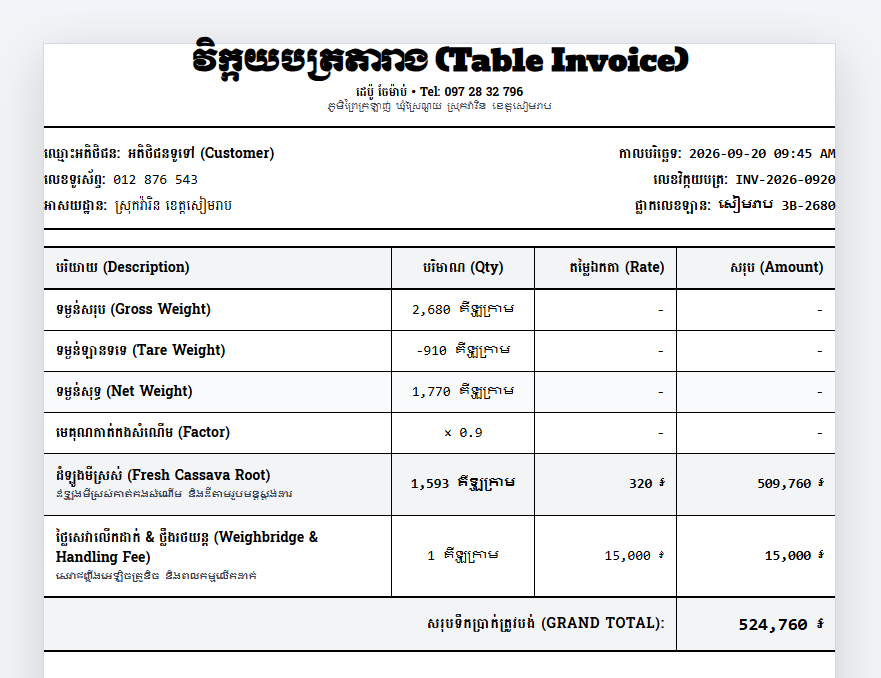 វិក្កយបត្រតារាង (Table Invoice)
ដេប៉ូ ចែម៉ាប់ • Tel: 097 28 32 796
ភូមិព្រៃក្រឡាញ់ ឃុំស្រែណូយ ស្រុកវ៉ារិន ខេត្តសៀមរាប
ឈ្មោះអតិថិជន: អតិថិជនទូទៅ (Customer)
កាលបរិច្ឆេទ: 2026-09-20 09:45 AM
លេខទូរស័ព្ទ: 012 876 543
លេខវិក្កយបត្រ: INV-2026-0920
អាសយដ្ឋាន: ស្រុកវ៉ារិន ខេត្តសៀមរាប
ផ្លាកលេខឡាន: សៀមរាប 3B-2680
បរិយាយ (Description) បរិមាណ (Qty) តម្លៃឯកតា (Rate) សរុប (Amount)
ទម្ងន់សរុប (Gross Weight) 2,680 គីឡូក្រាម - -
ទម្ងន់ឡានទទេ (Tare Weight) -910 គីឡូក្រាម - -
ទម្ងន់សុទ្ធ (Net Weight) 1,770 គីឡូក្រាម - -
មេគុណកាត់កងសំណើម (Factor) × 0.9 - -
ដំឡូងមីស្រស់ (Fresh Cassava Root) 1,593 គីឡូក្រាម 320 ៛ 509,760 ៛
ដំឡូងមីស្រស់កាត់កងសំណើម និងនីតាមរូបមន្តស្តង់ដារ
ថ្លៃសេវាលើកដាក់ & ថ្លឹងរថយន្ត (Weighbridge &
Handling Fee) 1 គីឡូក្រាម 15,000 ៛ 15,000 ៛
សេវាជញ្ជីងអេឡិចត្រូនិច និងពលកម្មលើកដាក់
សរុបទឹកប្រាក់ត្រូវបង់ (GRAND TOTAL): 524,760 ៛